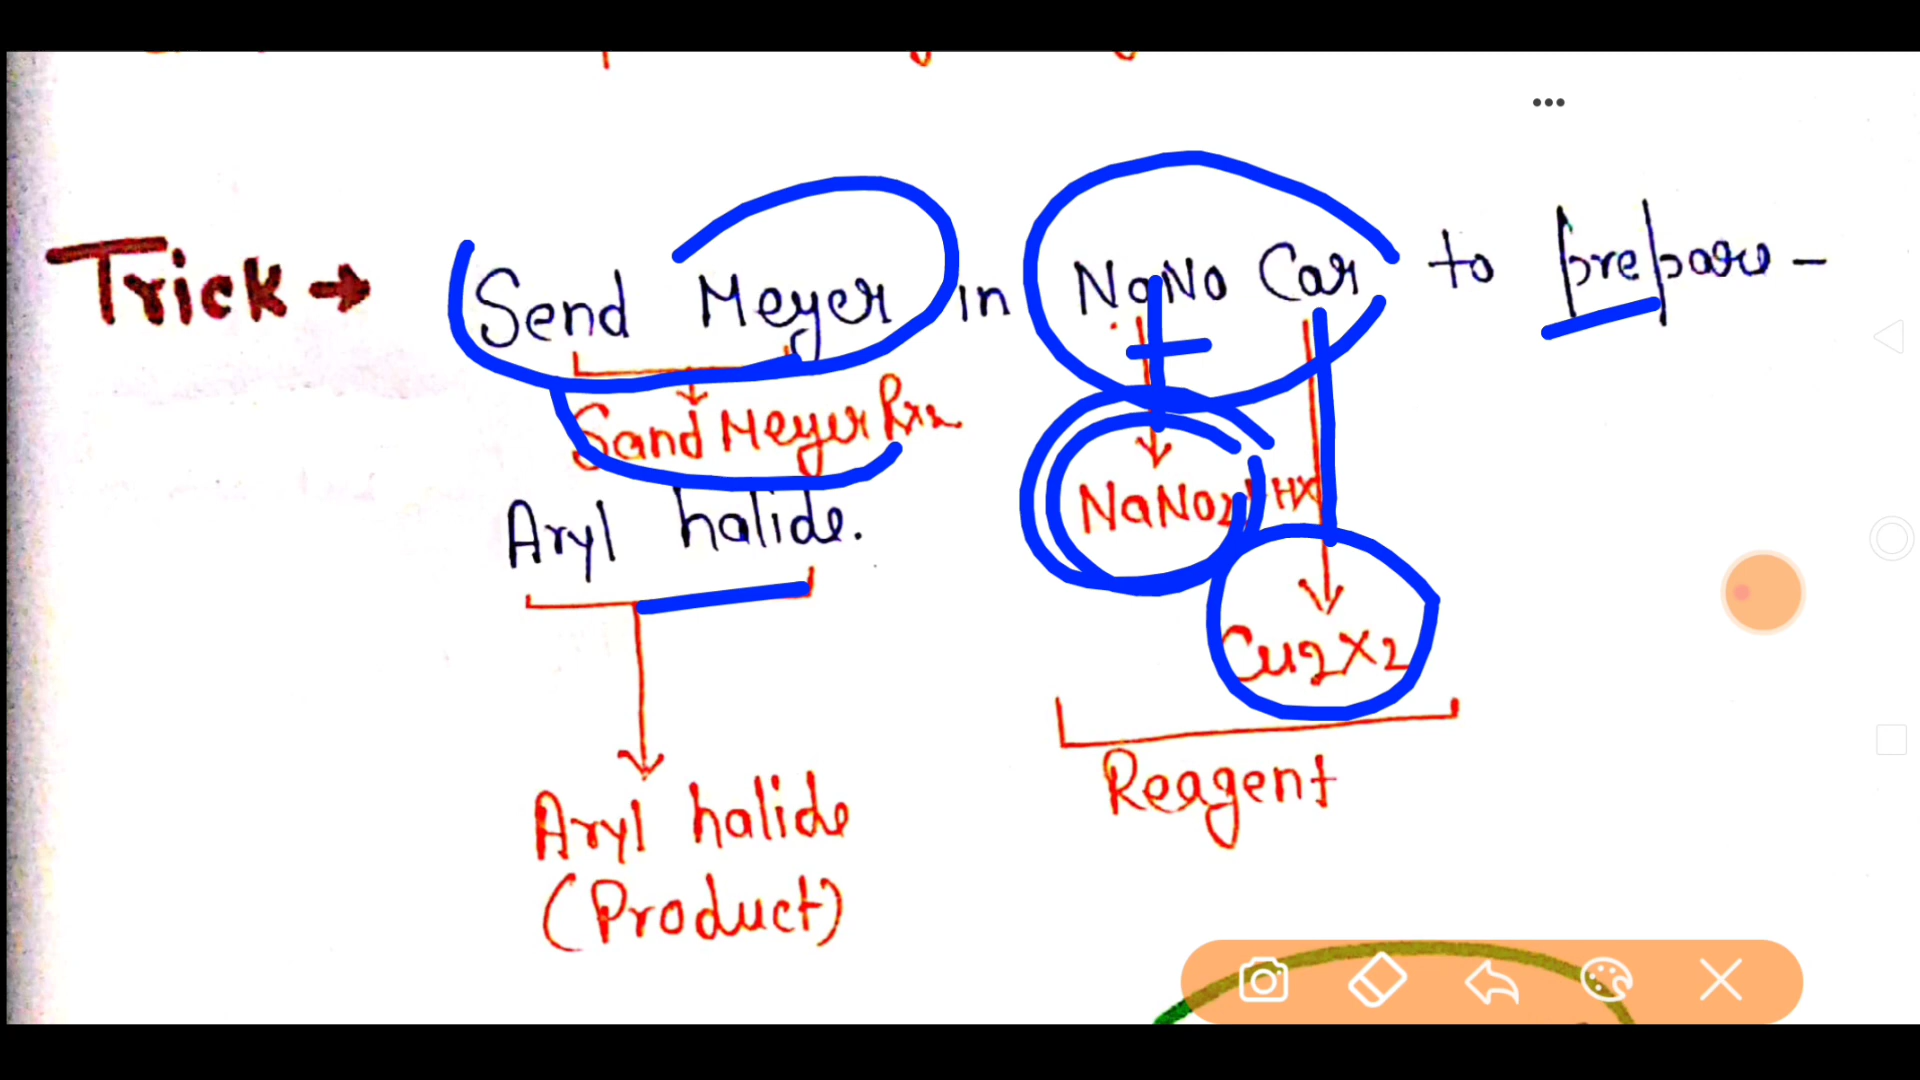 Trick → Send Meyer in NaNo Car to prepare -
Sand Meyer Rxn
Aryl halide.
NaNO2 HX
Cu2X2
Reagent
Aryl halide
(Product)